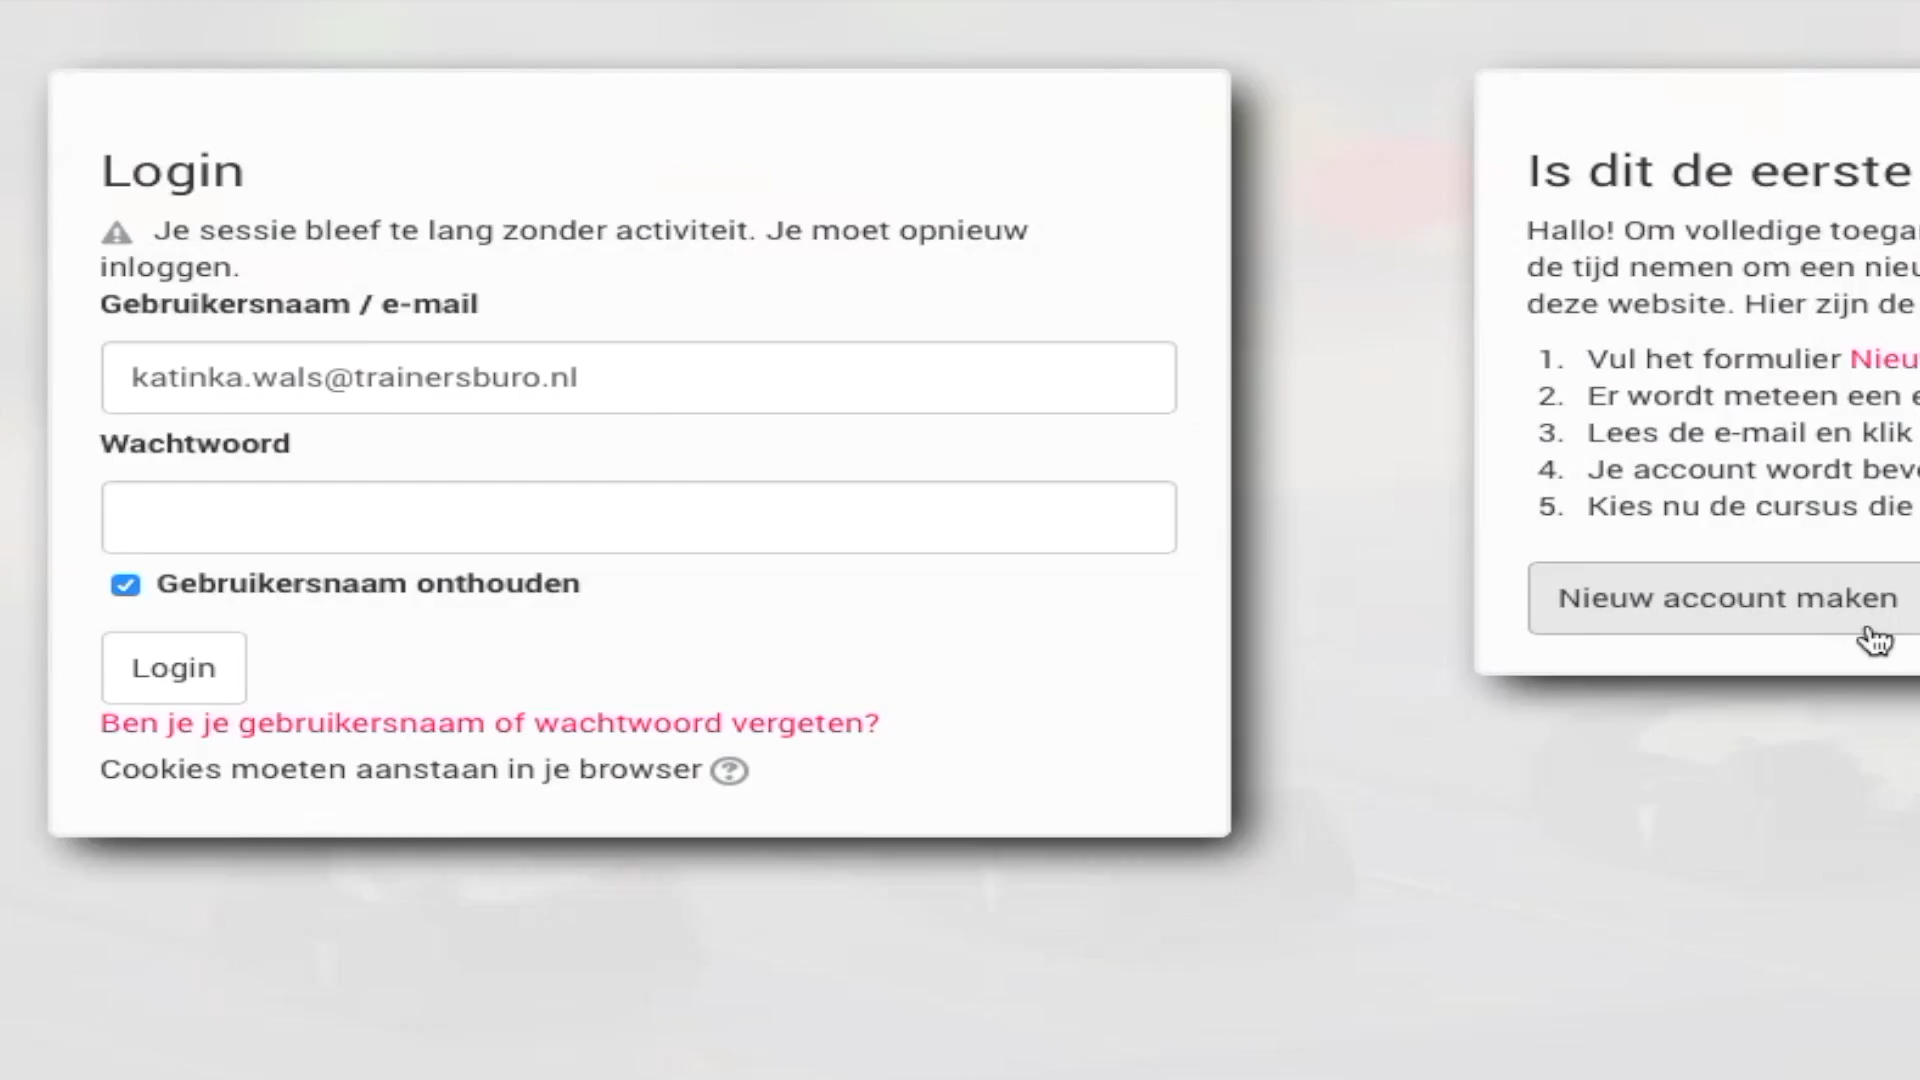 Login
Je sessie bleef te lang zonder activiteit. Je moet opnieuw
inloggen.
Gebruikersnaam / e-mail
katinka.wals@trainersburo.nl
Wachtwoord
Gebruikersnaam onthouden
Login
Ben je je gebruikersnaam of wachtwoord vergeten?
Cookies moeten aanstaan in je browser
Is dit de eerste
Hallo! Om volledige
de tijd nemen om een
deze website. Hier zijn de
1. Vul het formulier
2. Er wordt meteen een
3. Lees de e-mail en klik
4. Je account wordt
5. Kies nu de cursus die
Nieuw account maken